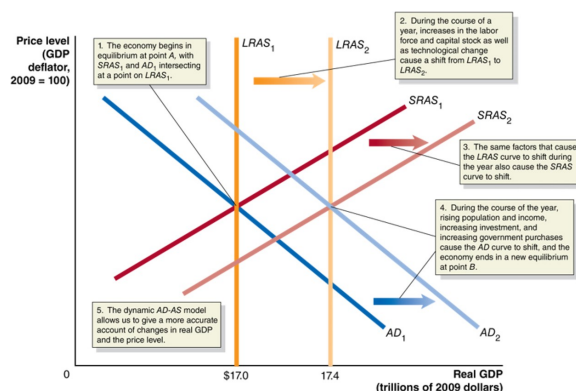 Price level
(GDP
deflator,
2009 = 100)
1. The economy begins in
equilibrium at point A, with
SRAS1 and AD1 intersecting
at a point on LRAS1.
LRAS1
LRAS2
2. During the course of a
year, increases in the labor
force and capital stock as well
as technological change
cause a shift from LRAS1 to
LRAS2.
SRAS1
SRAS2
3. The same factors that cause
the LRAS curve to shift during
the year also cause the SRAS
curve to shift.
4. During the course of the year,
rising population and income,
increasing investment, and
increasing government purchases
cause the AD curve to shift, and the
economy ends in a new equilibrium
at point B.
5. The dynamic AD-AS model
allows us to give a more accurate
account of changes in real GDP
and the price level.
AD1
AD2
0
$17.0
17.4
Real GDP
(trillions of 2009 dollars)